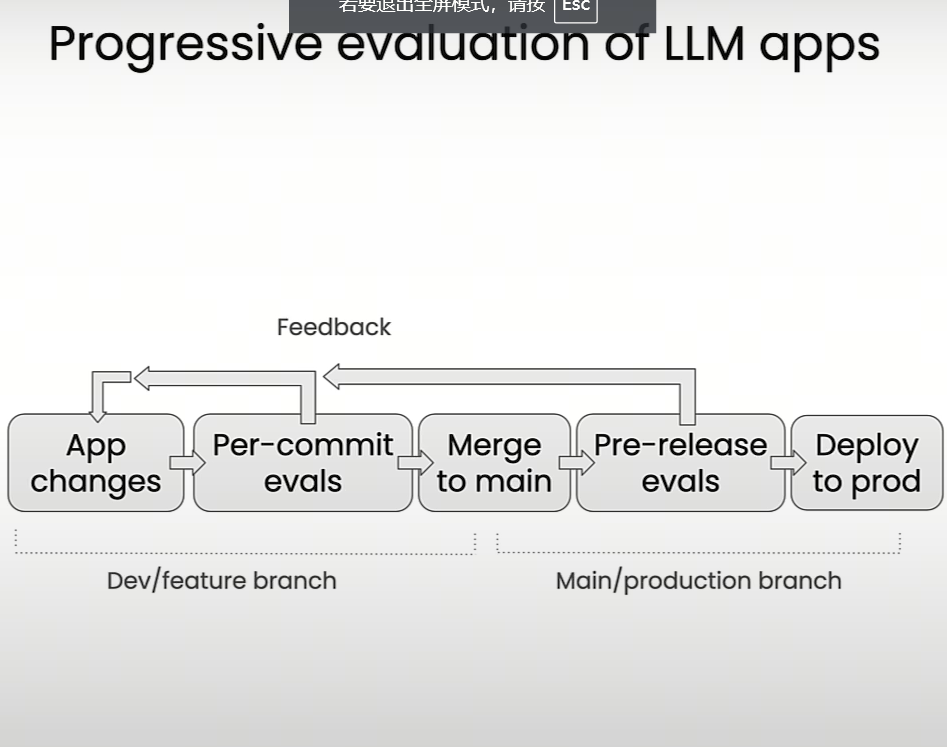 若要退出全屏模式，请按 Esc
Progressive evaluation of LLM apps
Feedback
App
changes
Per-commit
evals
Merge
to main
Pre-release
evals
Deploy
to prod
Dev/feature branch
Main/production branch